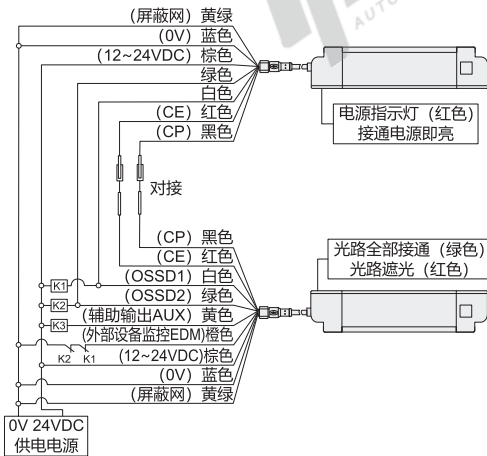 AUTO
(屏蔽网) 黄绿
(0V) 蓝色
(12~24VDC) 棕色
绿色
白色
(CE) 红色
(CP) 黑色
电源指示灯 (红色)
接通电源即亮
对接
(CP) 黑色
(CE) 红色
(OSSD1) 白色
(OSSD2) 绿色
(辅助输出AUX) 黄色
(外部设备监控EDM)橙色
(12~24VDC)棕色
(0V) 蓝色
(屏蔽网) 黄绿
K1
K2
K3
K2 K1
光路全部接通 (绿色)
光路遮光 (红色)
0V 24VDC
供电电源